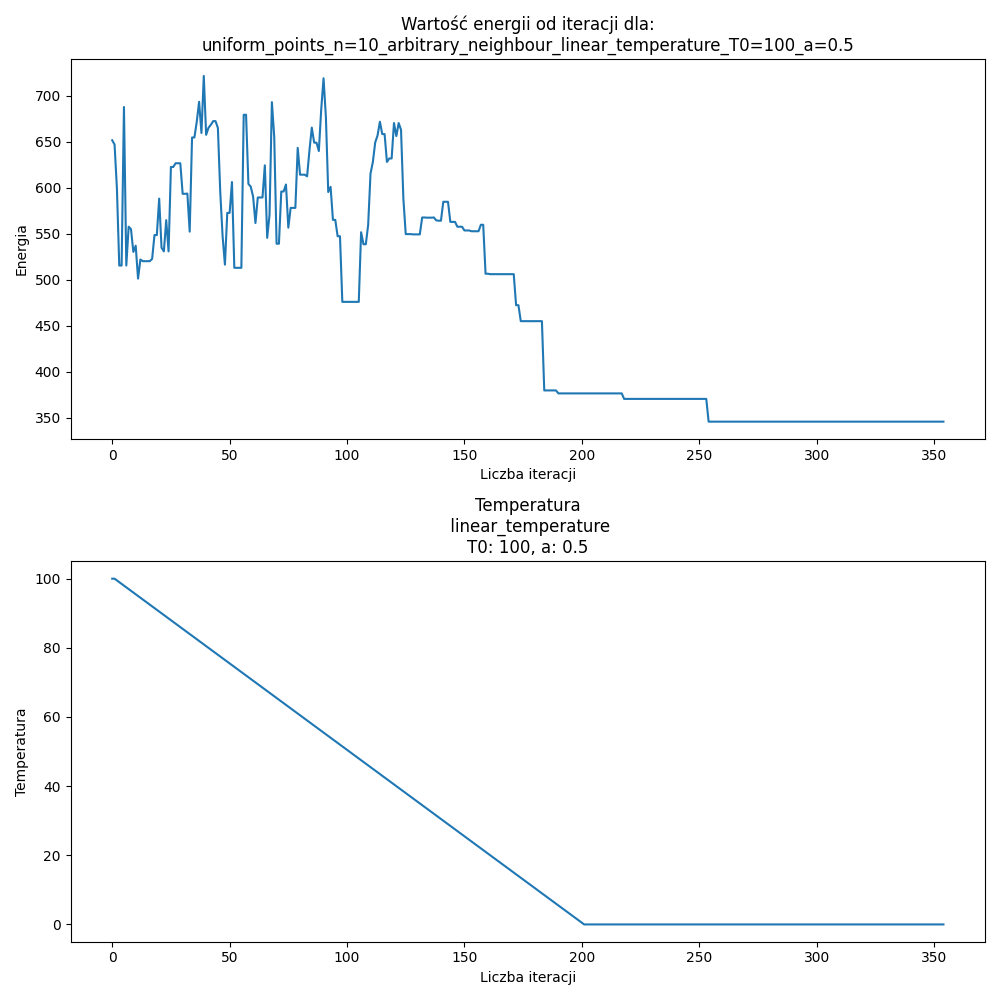 Wartość energii od iteracji dla:
uniform_points_n=10_arbitrary_neighbour_linear_temperature_T0=100_a=0.5
700
650
600
550
500
450
400
350
Energia
0 50 100 150 200 250 300 350
Liczba iteracji
Temperatura
linear_temperature
T0: 100, a: 0.5
100
80
60
40
20
0
Temperatura
0 50 100 150 200 250 300 350
Liczba iteracji